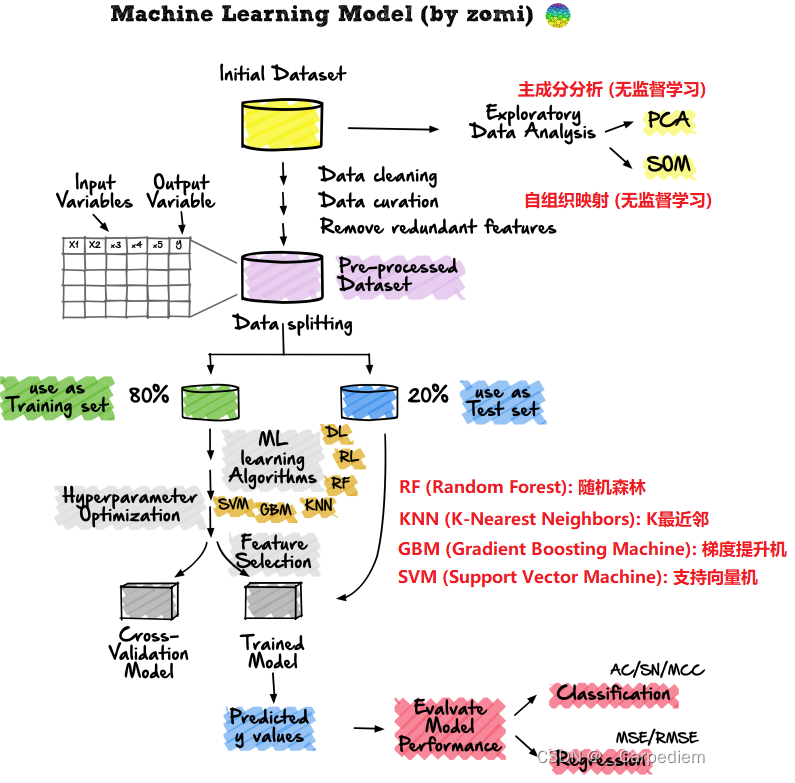 Machine Learning Model (by zomi)
Initial Dataset
主成分分析 (无监督学习)
Exploratory
Data Analysis
PCA
SOM
自组织映射 (无监督学习)
Data cleaning
Data curation
Remove redundant features
Input
Variables
Output
Variable
X1 X2 x3 x4 x5 y
Pre-processed
Dataset
Data splitting
use as
Training set
80%
20%
use as
Test set
ML
learning
Algorithms
DL
RL
RF
SVM
GBM
KNN
Hyperparameter
Optimization
Feature
Selection
RF (Random Forest): 随机森林
KNN (K-Nearest Neighbors): K最近邻
GBM (Gradient Boosting Machine): 梯度提升机
SVM (Support Vector Machine): 支持向量机
Cross-
Validation
Model
Trained
Model
Predicted
y values
Evaluate
Model
Performance
AC/SN/MCC
Classification
MSE/RMSE
Regression
CSDN